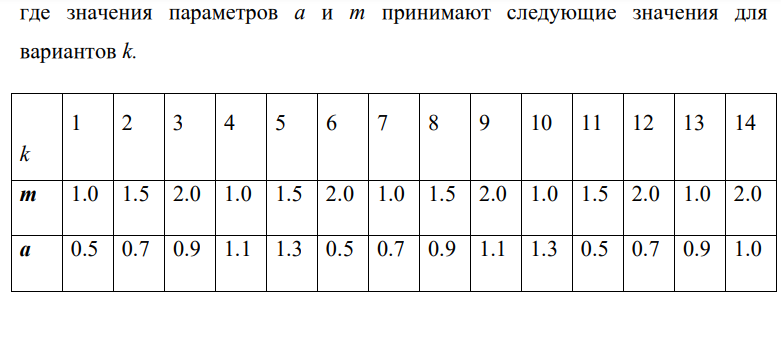 где значения параметров a и m принимают следующие значения для
вариантов k.
k 1 2 3 4 5 6 7 8 9 10 11 12 13 14
m 1.0 1.5 2.0 1.0 1.5 2.0 1.0 1.5 2.0 1.0 1.5 2.0 1.0 2.0
a 0.5 0.7 0.9 1.1 1.3 0.5 0.7 0.9 1.1 1.3 0.5 0.7 0.9 1.0